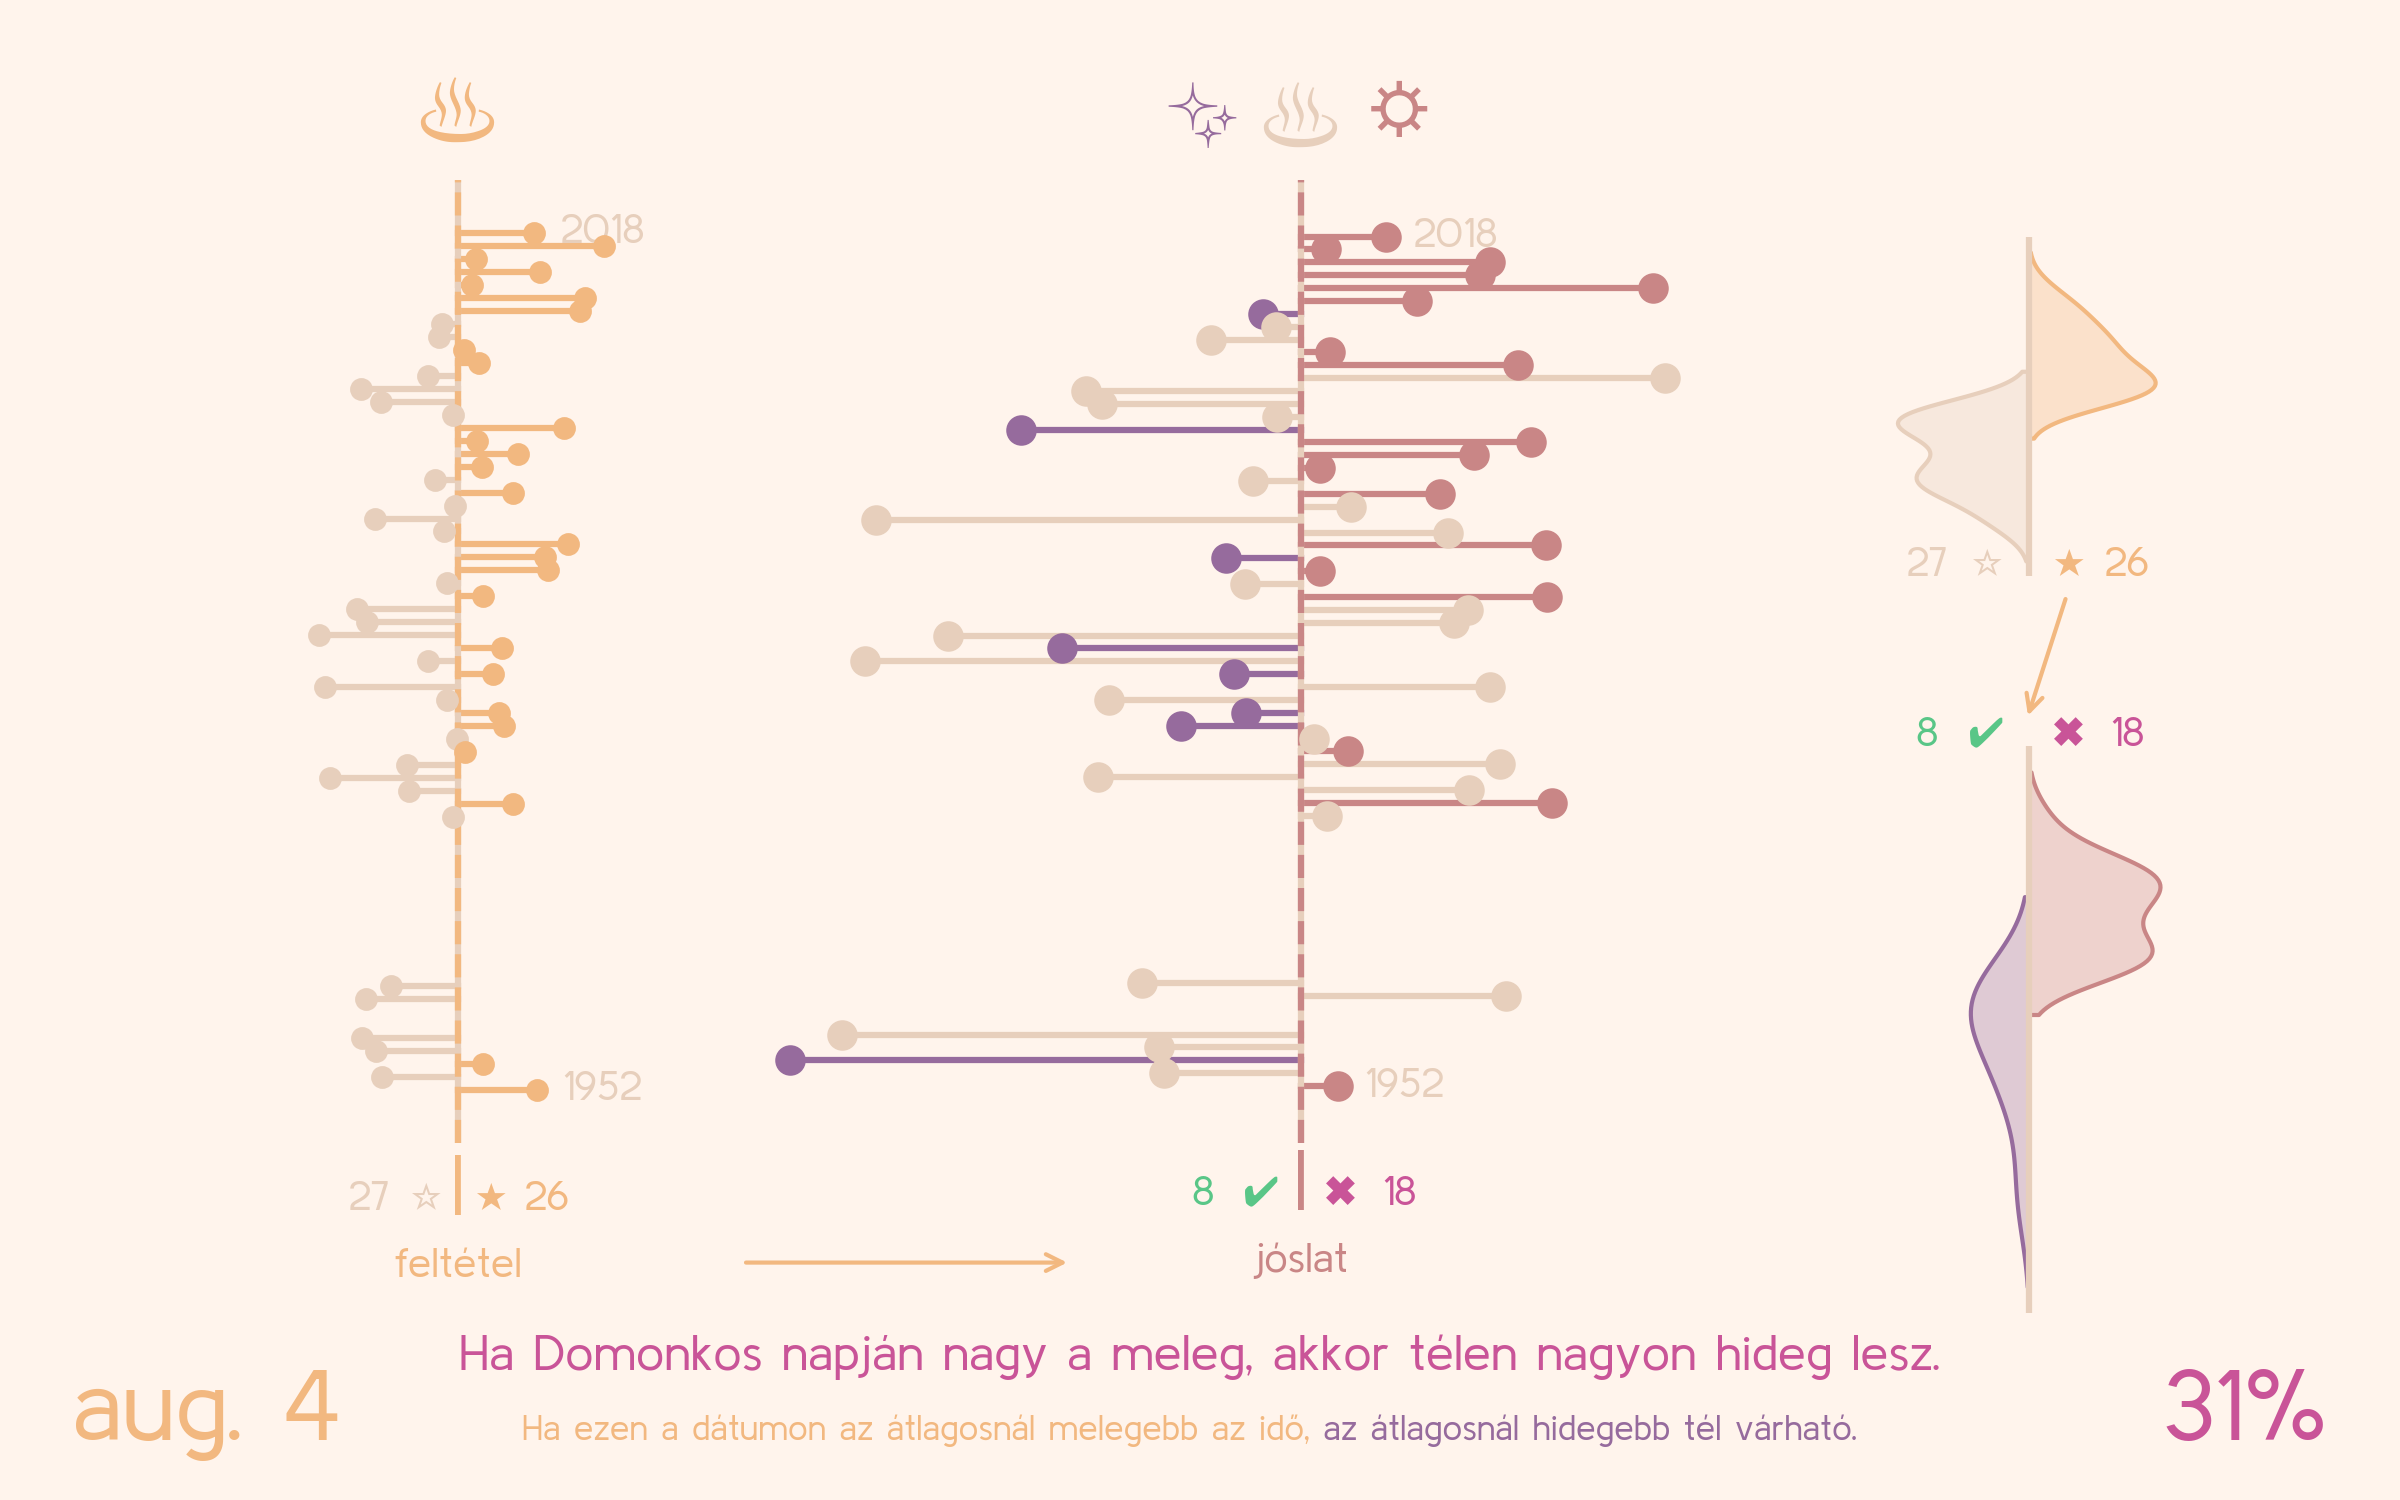 2018
2018
27 ☆ ★ 26
8 ✔ ✖ 18
1952
1952
27 ☆ ★ 26
8 ✔ ✖ 18
feltétel
jóslat
Ha Domonkos napján nagy a meleg, akkor télen nagyon hideg lesz.
aug. 4
31%
Ha ezen a dátumon az átlagosnál melegebb az idő, az átlagosnál hidegebb tél várható.